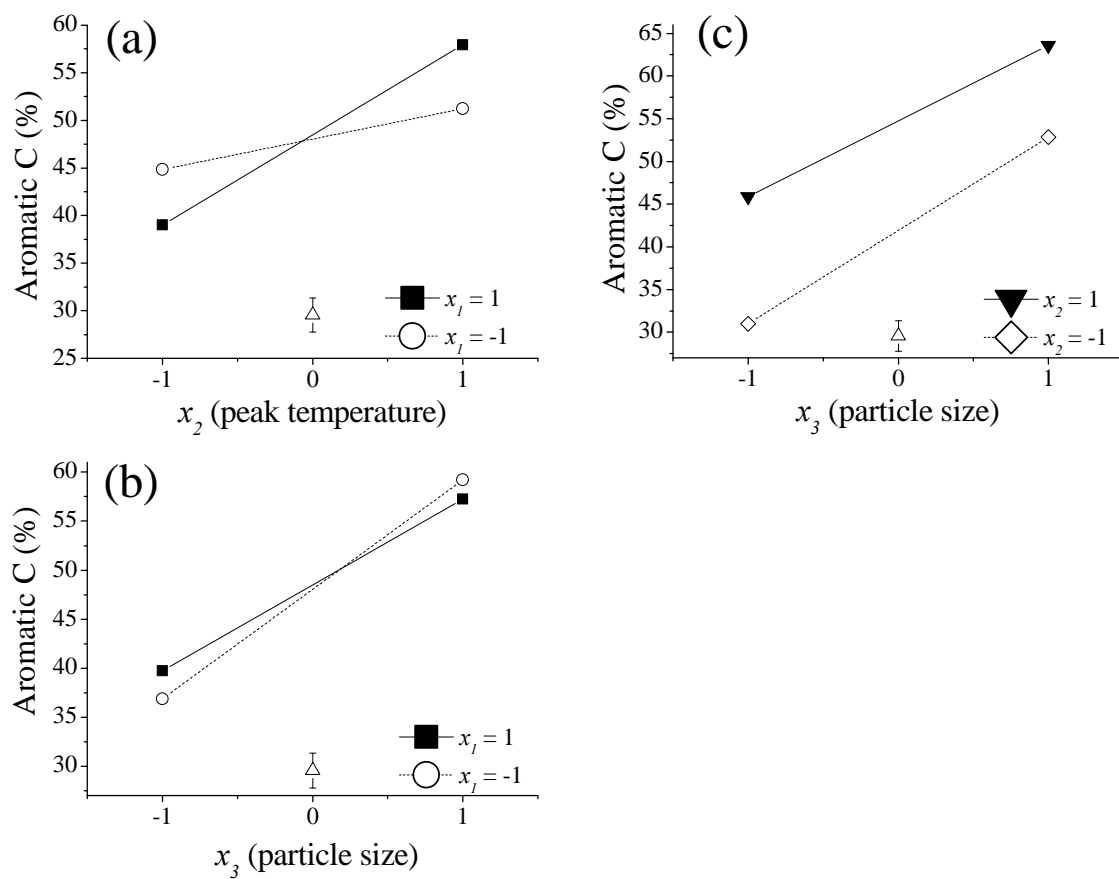 (a)
Aromatic C (%)
60
55
50
45
40
35
30
25
-1
0
1
x2 (peak temperature)
x1 = 1
x1 = -1
(c)
Aromatic C (%)
65
60
55
50
45
40
35
30
-1
0
1
x3 (particle size)
x2 = 1
x2 = -1
(b)
Aromatic C (%)
60
55
50
45
40
35
30
-1
0
1
x3 (particle size)
x1 = 1
x1 = -1